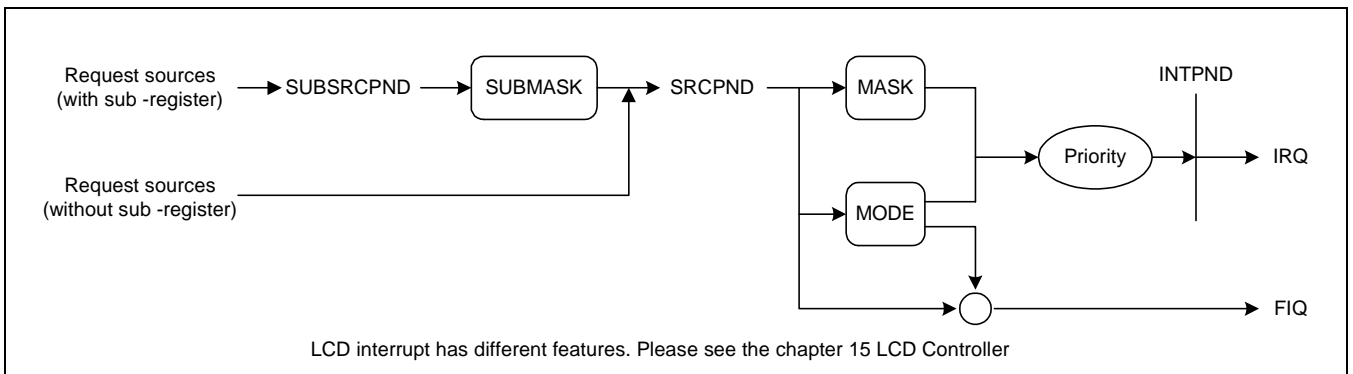 Request sources
(with sub -register)
SUBSRCPND
SUBMASK
SRCPND
MASK
INTPND
Priority
IRQ
Request sources
(without sub -register)
MODE
FIQ
LCD interrupt has different features. Please see the chapter 15 LCD Controller